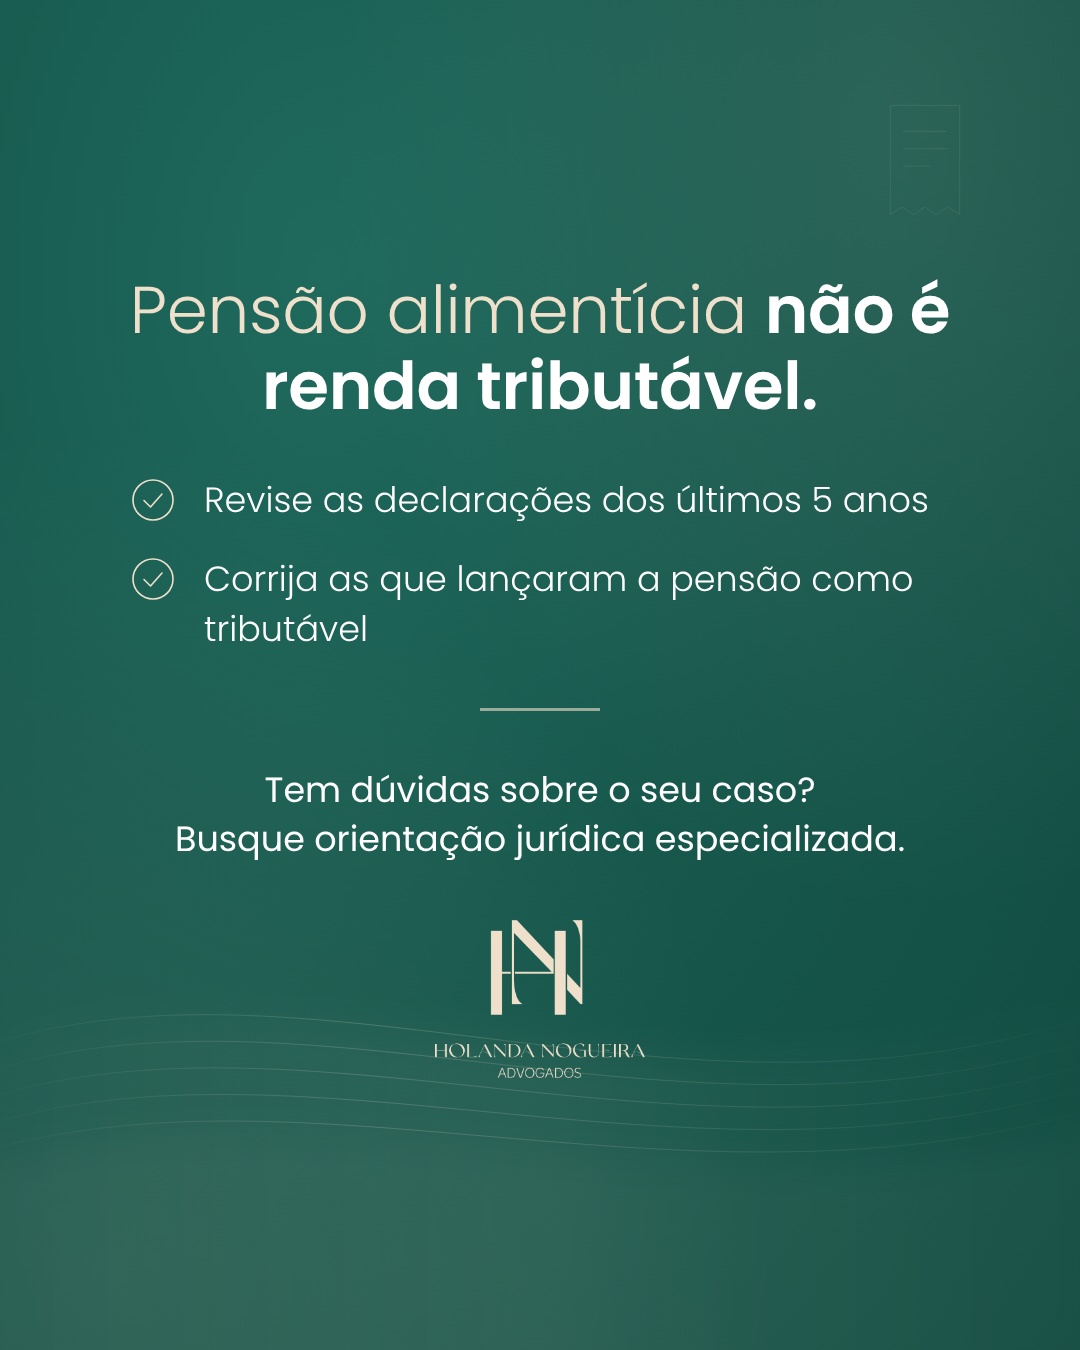 Pensão alimentícia não é
renda tributável.
Revise as declarações dos últimos 5 anos
Corrija as que lançaram a pensão como
tributável
Tem dúvidas sobre o seu caso?
Busque orientação jurídica especializada.
HN
HOLANDA NOGUEIRA
ADVOGADOS